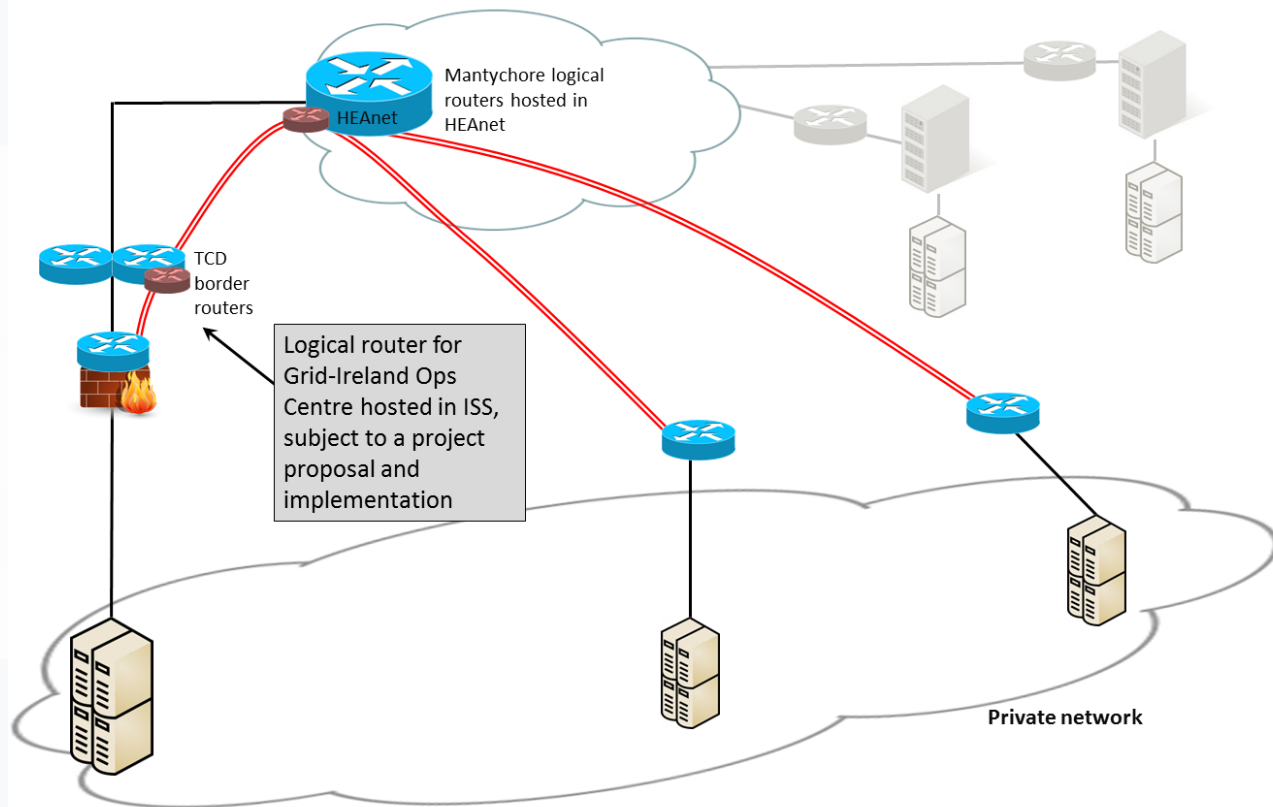 Mantychore logical
routers hosted in
HEAnet
HEAnet
TCD
border
routers
Logical router for
Grid-Ireland Ops
Centre hosted in ISS,
subject to a project
proposal and
implementation
Private network